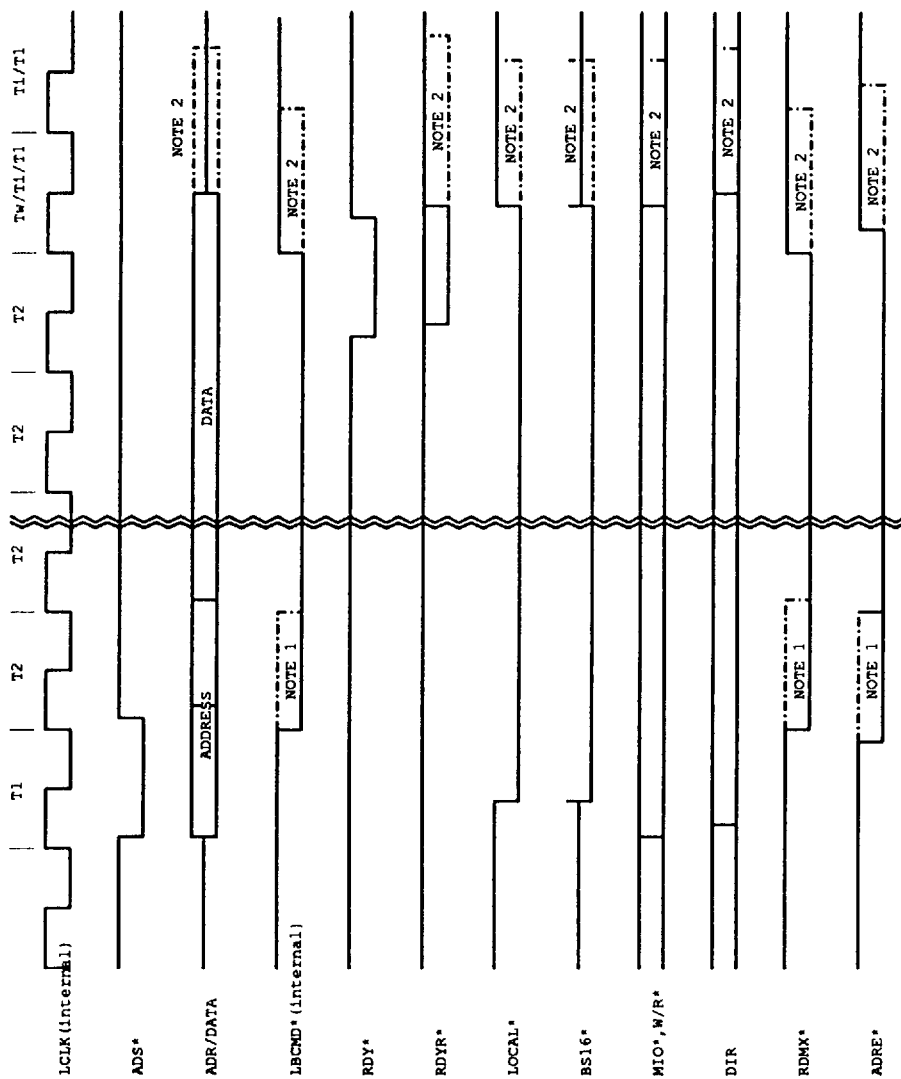 T1 T2 T2 T2 T2 Tw/Ti/T1 Ti/T1
LCLK(internal)
ADS*
ADR/DATA ADDRESS DATA NOTE 2
LBCMD*(internal) NOTE 1 NOTE 2
RDY*
RDYR* NOTE 2
LOCAL* NOTE 2
BS16* NOTE 2
MIO*,W/R* NOTE 2
DIR NOTE 2
RDMX* NOTE 1 NOTE 2
ADRE* NOTE 1 NOTE 2